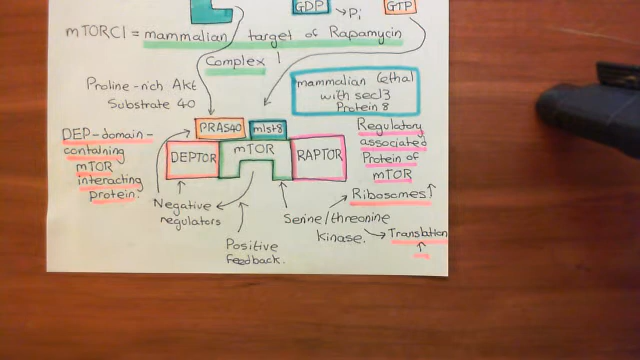 GDP → Pi
GTP
mTORC1 = mammalian target of Rapamycin
Complex 1
Proline-rich Akt
Substrate 40
mammalian lethal
with sec13
Protein 8
PRAS40
mlst8
DEPTOR
mTOR
RAPTOR
DEP-domain-
containing
mTOR
interacting
protein.
Regulatory
associated
Protein of
mTOR
Negative
regulators
Positive
feedback.
Serine/threonine
Kinase.
Ribosomes↑
Translation
↑